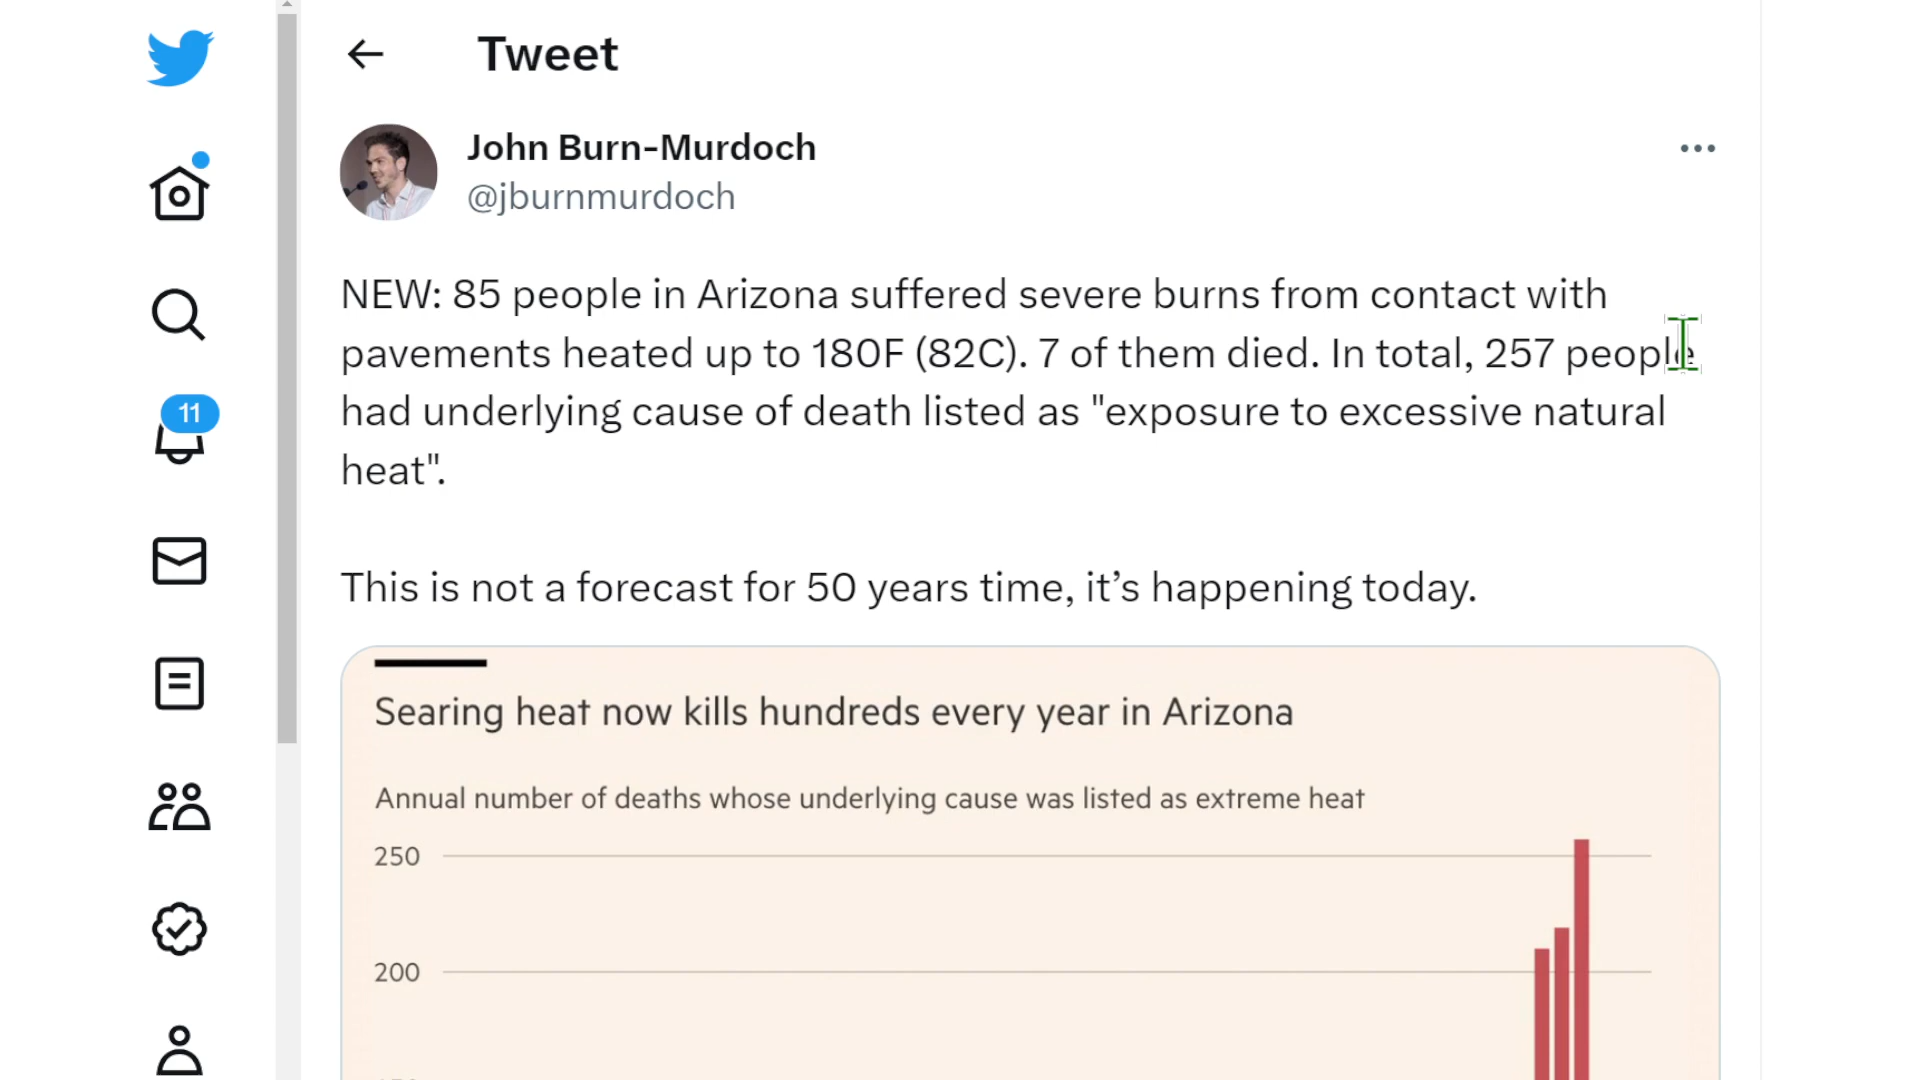 Tweet
John Burn-Murdoch
@jburnmurdoch
NEW: 85 people in Arizona suffered severe burns from contact with
pavements heated up to 180F (82C). 7 of them died. In total, 257 people
had underlying cause of death listed as "exposure to excessive natural
heat".
This is not a forecast for 50 years time, it’s happening today.
11
Searing heat now kills hundreds every year in Arizona
Annual number of deaths whose underlying cause was listed as extreme heat
250
200